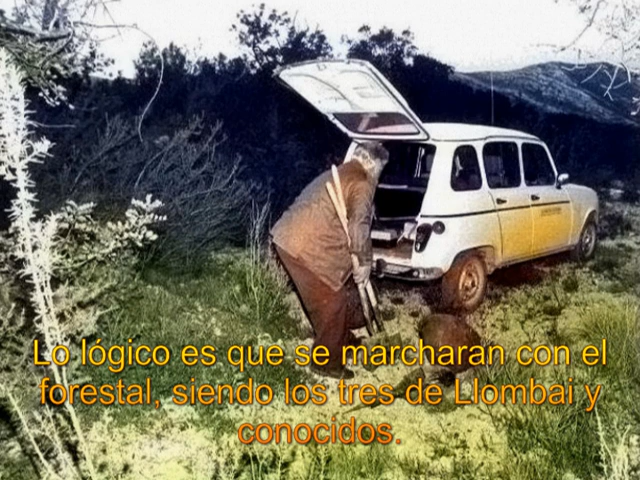 Lo lógico es que se marcharan con el
forestal, siendo los tres de Llombai y
conocidos.